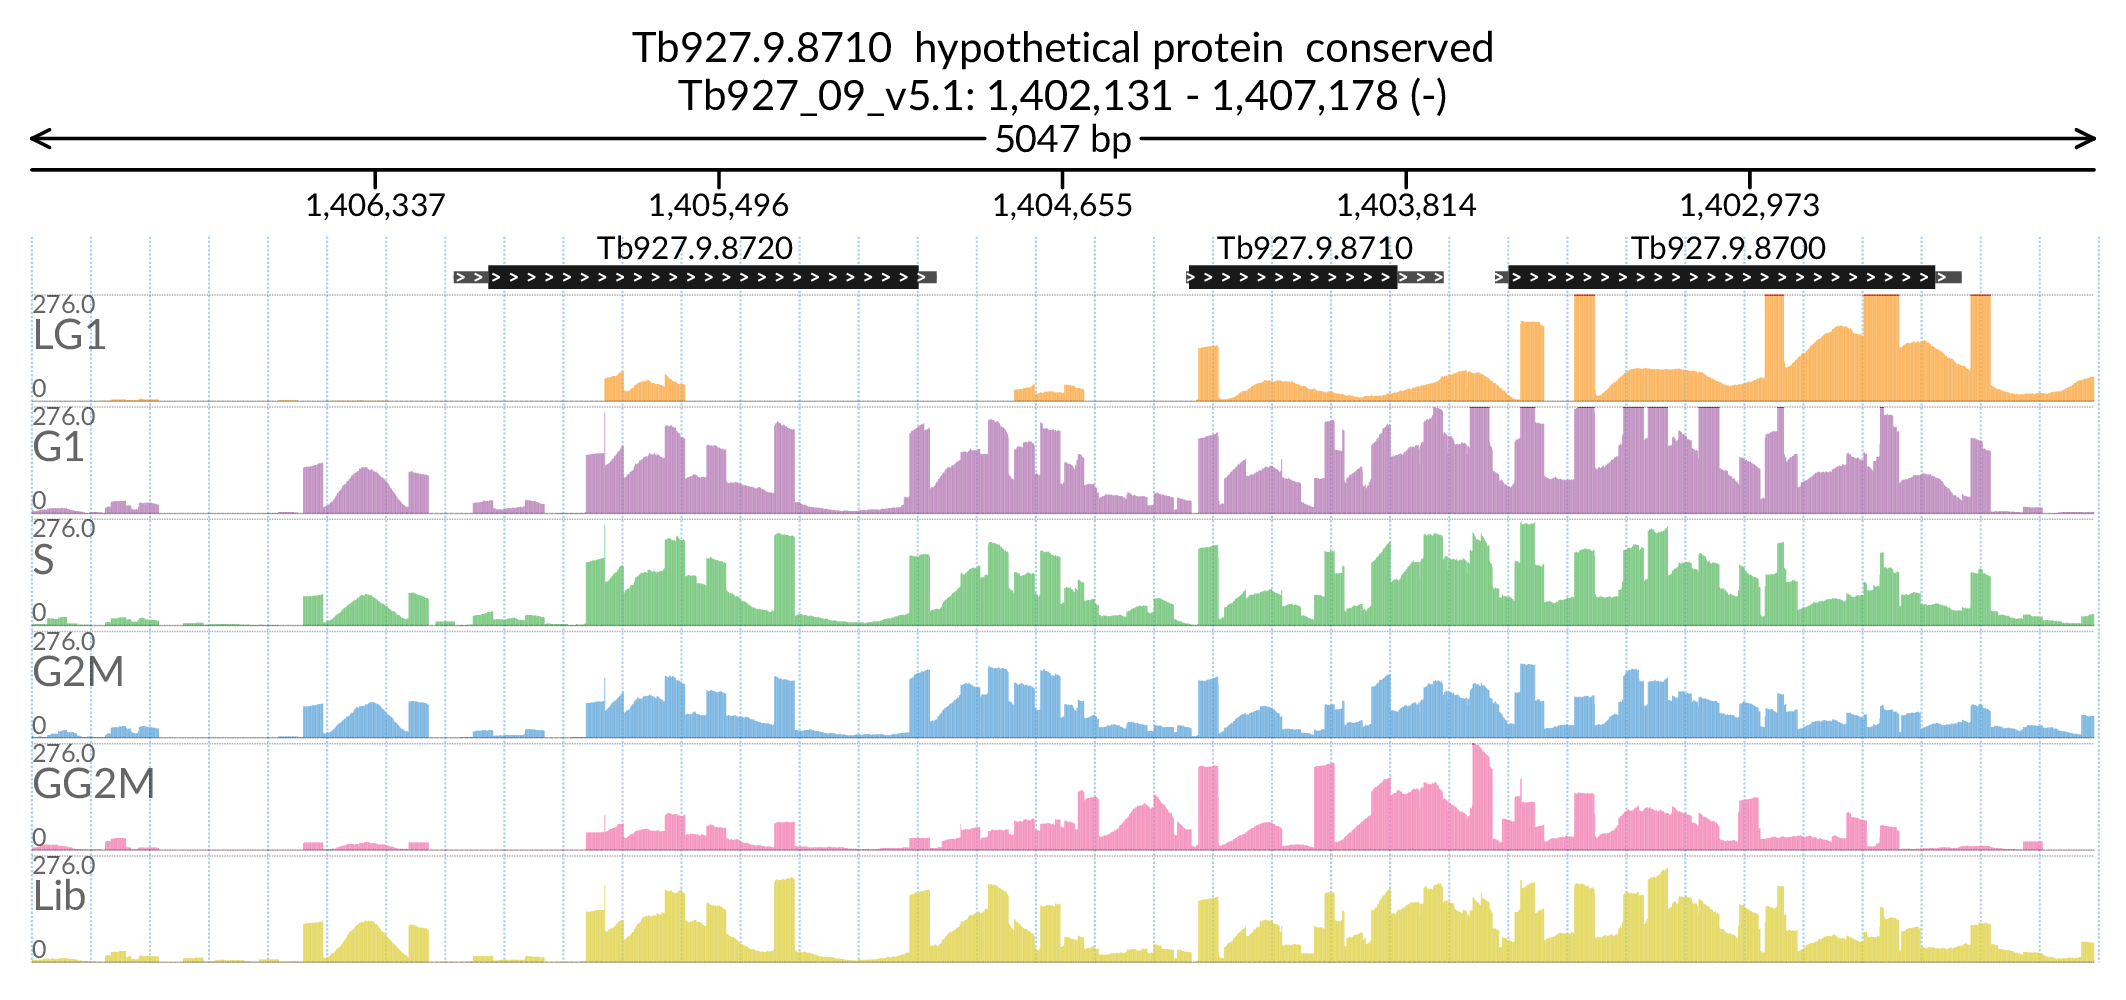 Tb927.9.8710  hypothetical protein  conserved
Tb927_09_v5.1: 1,402,131 - 1,407,178 (-)
5047 bp
1,406,337 1,405,496 1,404,655 1,403,814 1,402,973
Tb927.9.8720 Tb927.9.8710 Tb927.9.8700
276.0
LG1
0
276.0
G1
0
276.0
S
0
276.0
G2M
0
276.0
GG2M
0
276.0
Lib
0